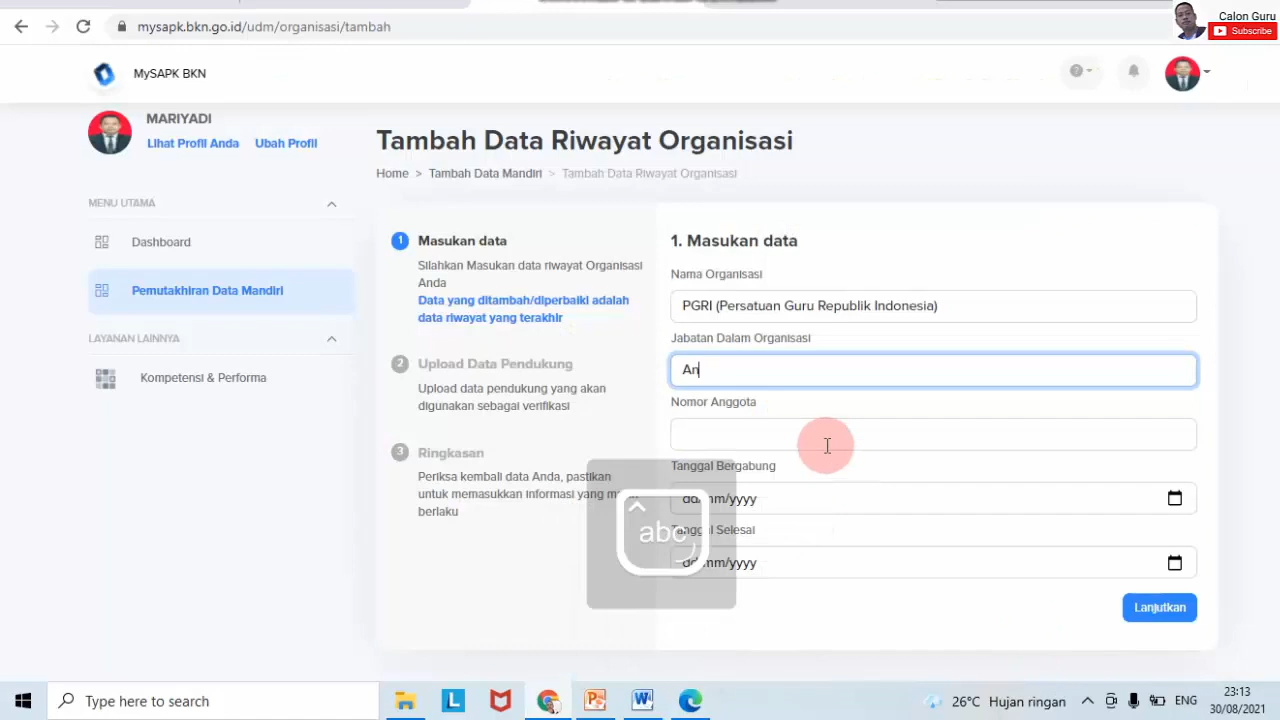 mysapk.bkn.go.id/udm/organisasi/tambah
Calon Guru
Subscribe
MySAPK BKN
MARIYADI
Lihat Profil Anda Ubah Profil
MENU UTAMA
Dashboard
Pemutakhiran Data Mandiri
LAYANAN LAINNYA
Kompetensi & Performa
Tambah Data Riwayat Organisasi
Home > Tambah Data Mandiri > Tambah Data Riwayat Organisasi
1 Masukan data
Silahkan Masukan data riwayat Organisasi
Anda
Data yang ditambah/diperbaiki adalah
data riwayat yang terakhir
2 Upload Data Pendukung
Upload data pendukung yang akan
digunakan sebagai verifikasi
3 Ringkasan
Periksa kembali data Anda, pastikan
untuk memasukkan informasi yang
berlaku
1. Masukan data
Nama Organisasi
PGRI (Persatuan Guru Republik Indonesia)
Jabatan Dalam Organisasi
An
Nomor Anggota
Tanggal Bergabung
dd/mm/yyyy
Tanggal Selesai
dd/mm/yyyy
Lanjutkan
abc
Type here to search
26°C Hujan ringan
ENG
23:13
30/08/2021